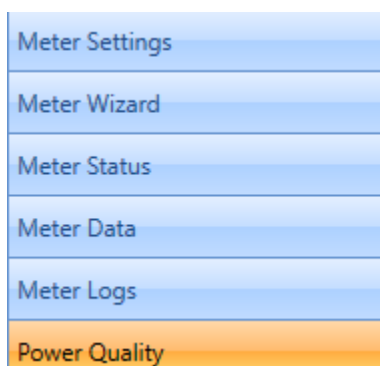 Meter Settings
Meter Wizard
Meter Status
Meter Data
Meter Logs
Power Quality